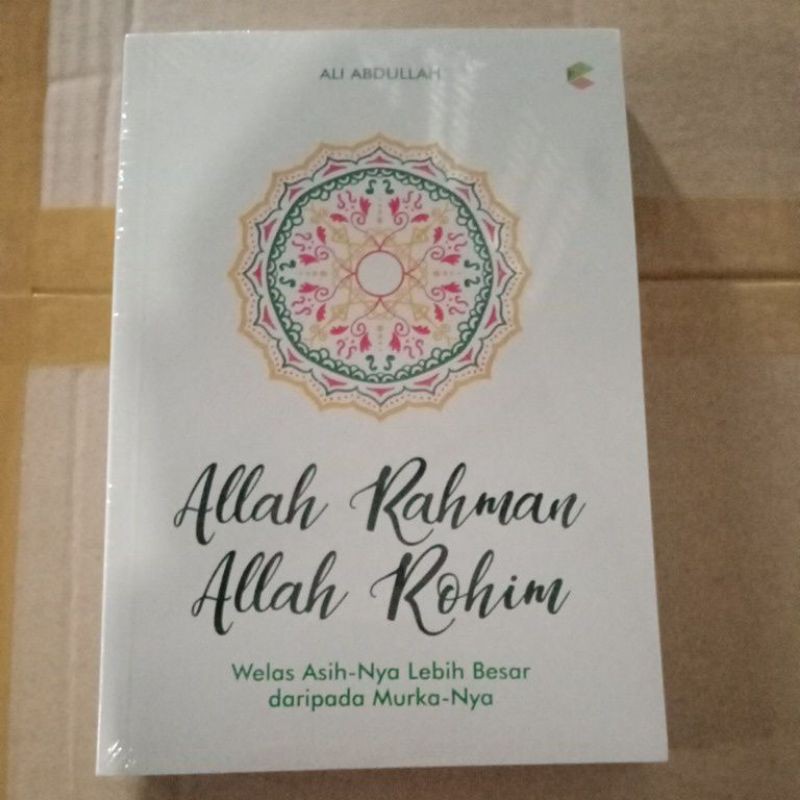 ALI ABDULLAH
Allah Rahman
Allah Rohim
Welas Asih-Nya Lebih Besar
daripada Murka-Nya